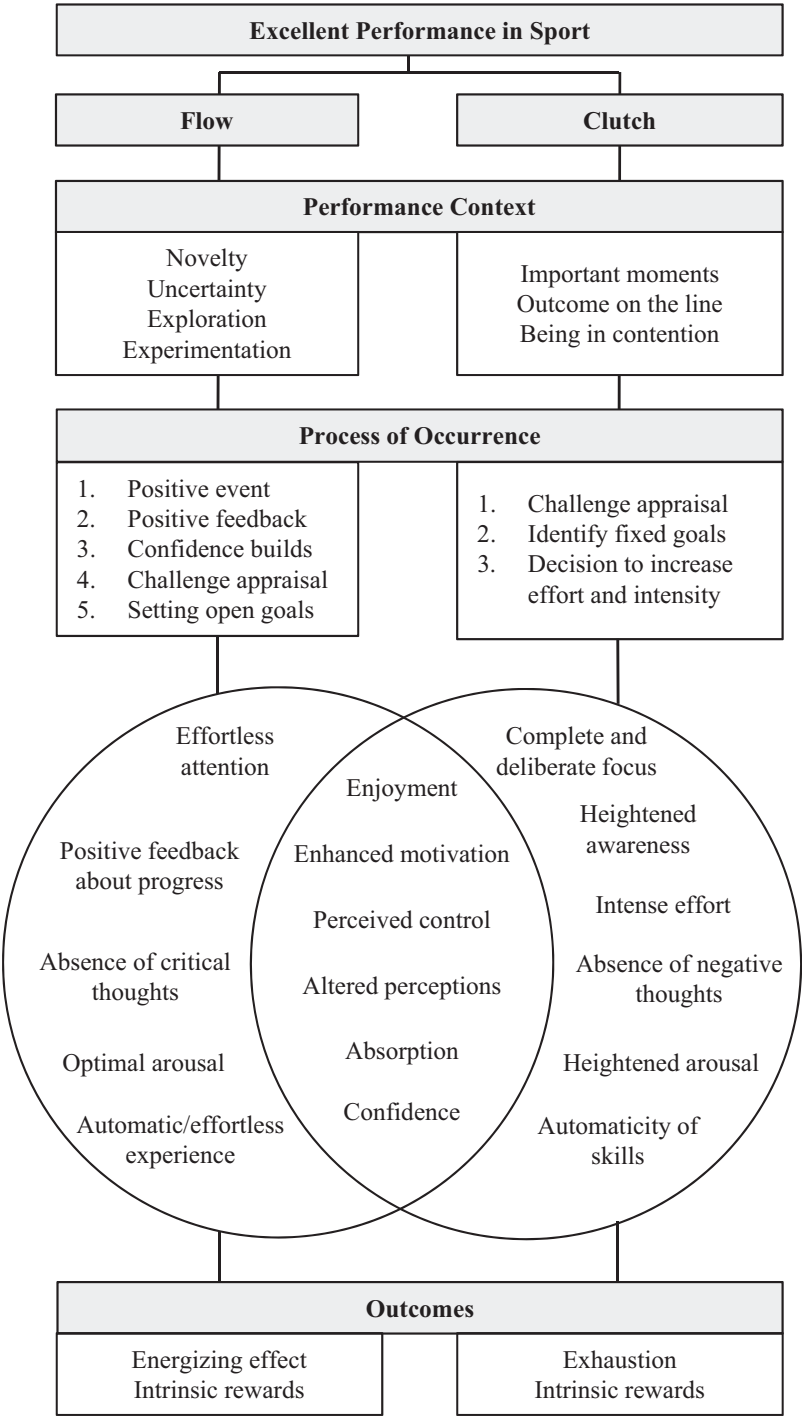 Excellent Performance in Sport
Flow
Clutch
Performance Context
Novelty
Uncertainty
Exploration
Experimentation
Important moments
Outcome on the line
Being in contention
Process of Occurrence
1. Positive event
2. Positive feedback
3. Confidence builds
4. Challenge appraisal
5. Setting open goals
1. Challenge appraisal
2. Identify fixed goals
3. Decision to increase
effort and intensity
Effortless
attention
Positive feedback
about progress
Absence of critical
thoughts
Optimal arousal
Automatic/effortless
experience
Enjoyment
Enhanced motivation
Perceived control
Altered perceptions
Absorption
Confidence
Complete and
deliberate focus
Heightened
awareness
Intense effort
Absence of negative
thoughts
Heightened arousal
Automaticity of
skills
Outcomes
Energizing effect
Intrinsic rewards
Exhaustion
Intrinsic rewards